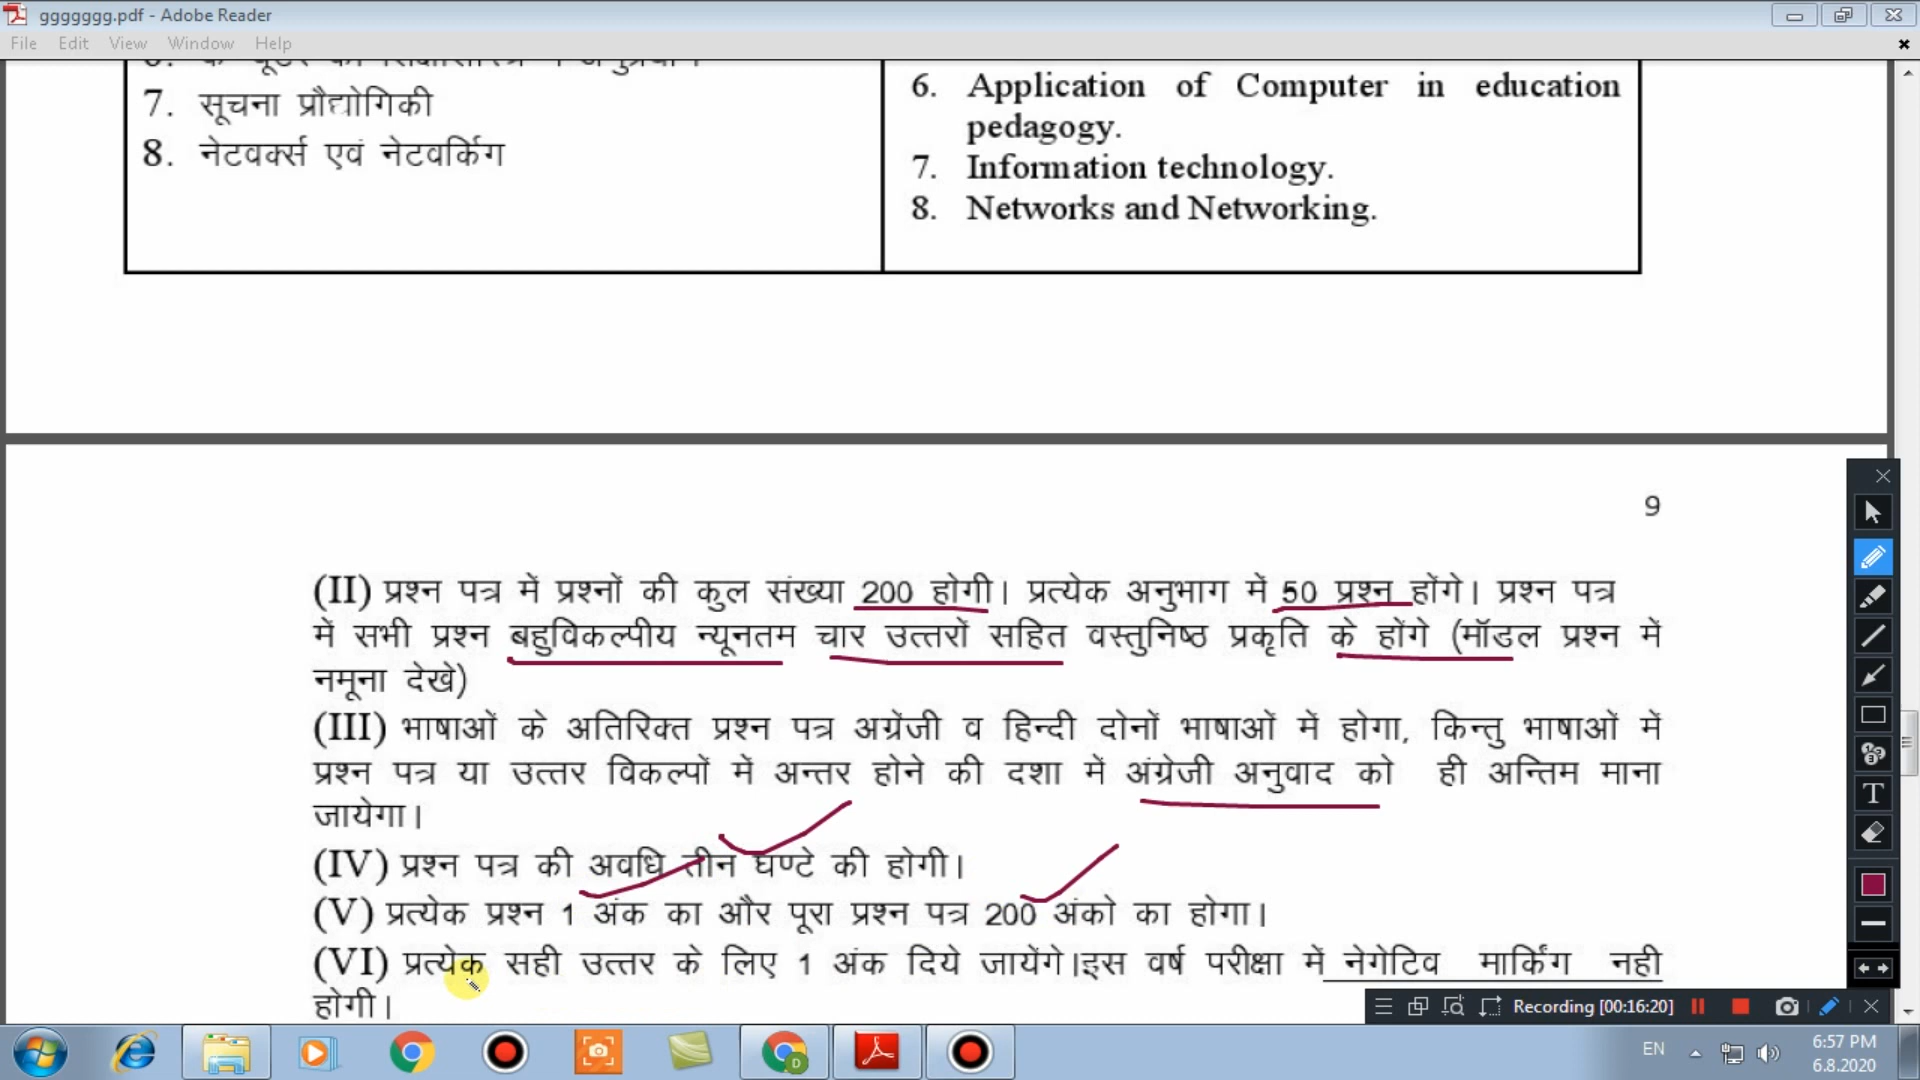 ggggggg.pdf - Adobe Reader
File Edit View Window Help
7. सूचना प्रौद्योगिकी
8. नेटवर्क्स एवं नेटवर्किंग
6. Application of Computer in education
pedagogy.
7. Information technology.
8. Networks and Networking.
9
(II) प्रश्न पत्र में प्रश्नों की कुल संख्या 200 होगी। प्रत्येक अनुभाग में 50 प्रश्न होंगे। प्रश्न पत्र
में सभी प्रश्न बहुविकल्पीय न्यूनतम चार उत्तरों सहित वस्तुनिष्ठ प्रकृति के होंगे (मॉडल प्रश्न में
नमूना देखे)
(III) भाषाओं के अतिरिक्त प्रश्न पत्र अग्रेंजी व हिन्दी दोनों भाषाओं में होगा, किन्तु भाषाओं में
प्रश्न पत्र या उत्तर विकल्पों में अन्तर होने की दशा में अंग्रेजी अनुवाद को ही अन्तिम माना
जायेगा।
(IV) प्रश्न पत्र की अवधि तीन घण्टे की होगी।
(V) प्रत्येक प्रश्न 1 अंक का और पूरा प्रश्न पत्र 200 अंको का होगा।
(VI) प्रत्येक सही उत्तर के लिए 1 अंक दिये जायेंगे।इस वर्ष परीक्षा में नेगेटिव मार्किंग नही
होगी।
Recording [00:16:20]
EN
6:57 PM
6.8.2020